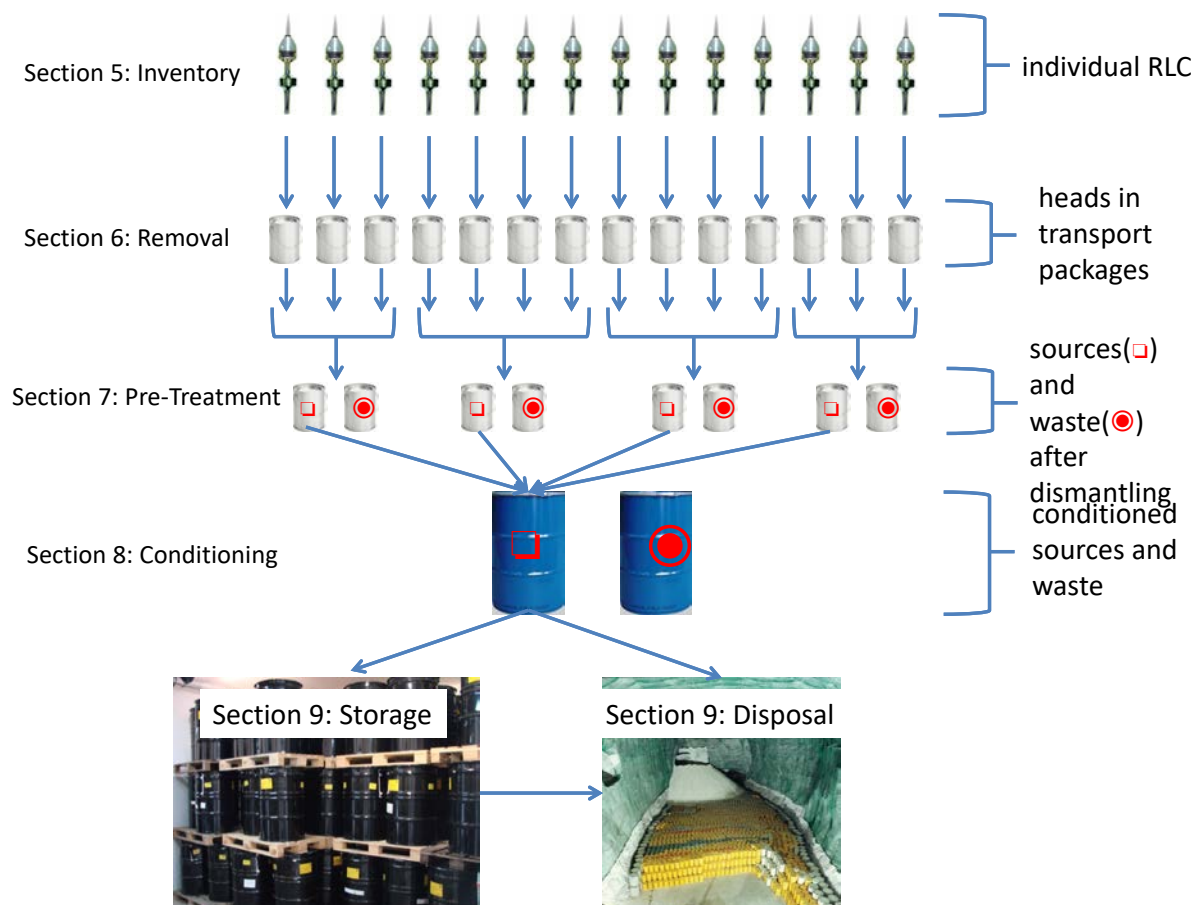 Section 5: Inventory
individual RLC
Section 6: Removal
heads in
transport
packages
Section 7: Pre-Treatment
sources(❑)
and
waste(◉)
after
dismantling
Section 8: Conditioning
conditioned
sources and
waste
Section 9: Storage
Section 9: Disposal